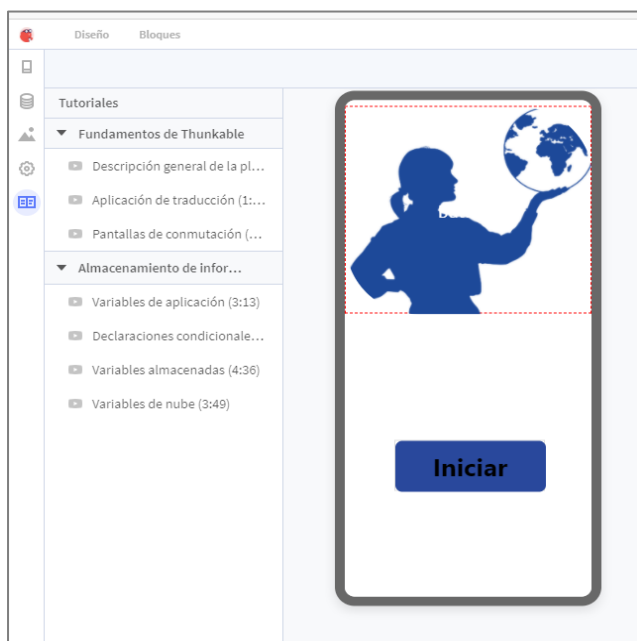 Diseño Bloques
Tutoriales
Fundamentos de Thunkable
Descripción general de la pl...
Aplicación de traducción (1:...
Pantallas de conmutación (...
Almacenamiento de infor...
Variables de aplicación (3:13)
Declaraciones condicionale...
Variables almacenadas (4:36)
Variables de nube (3:49)
Iniciar